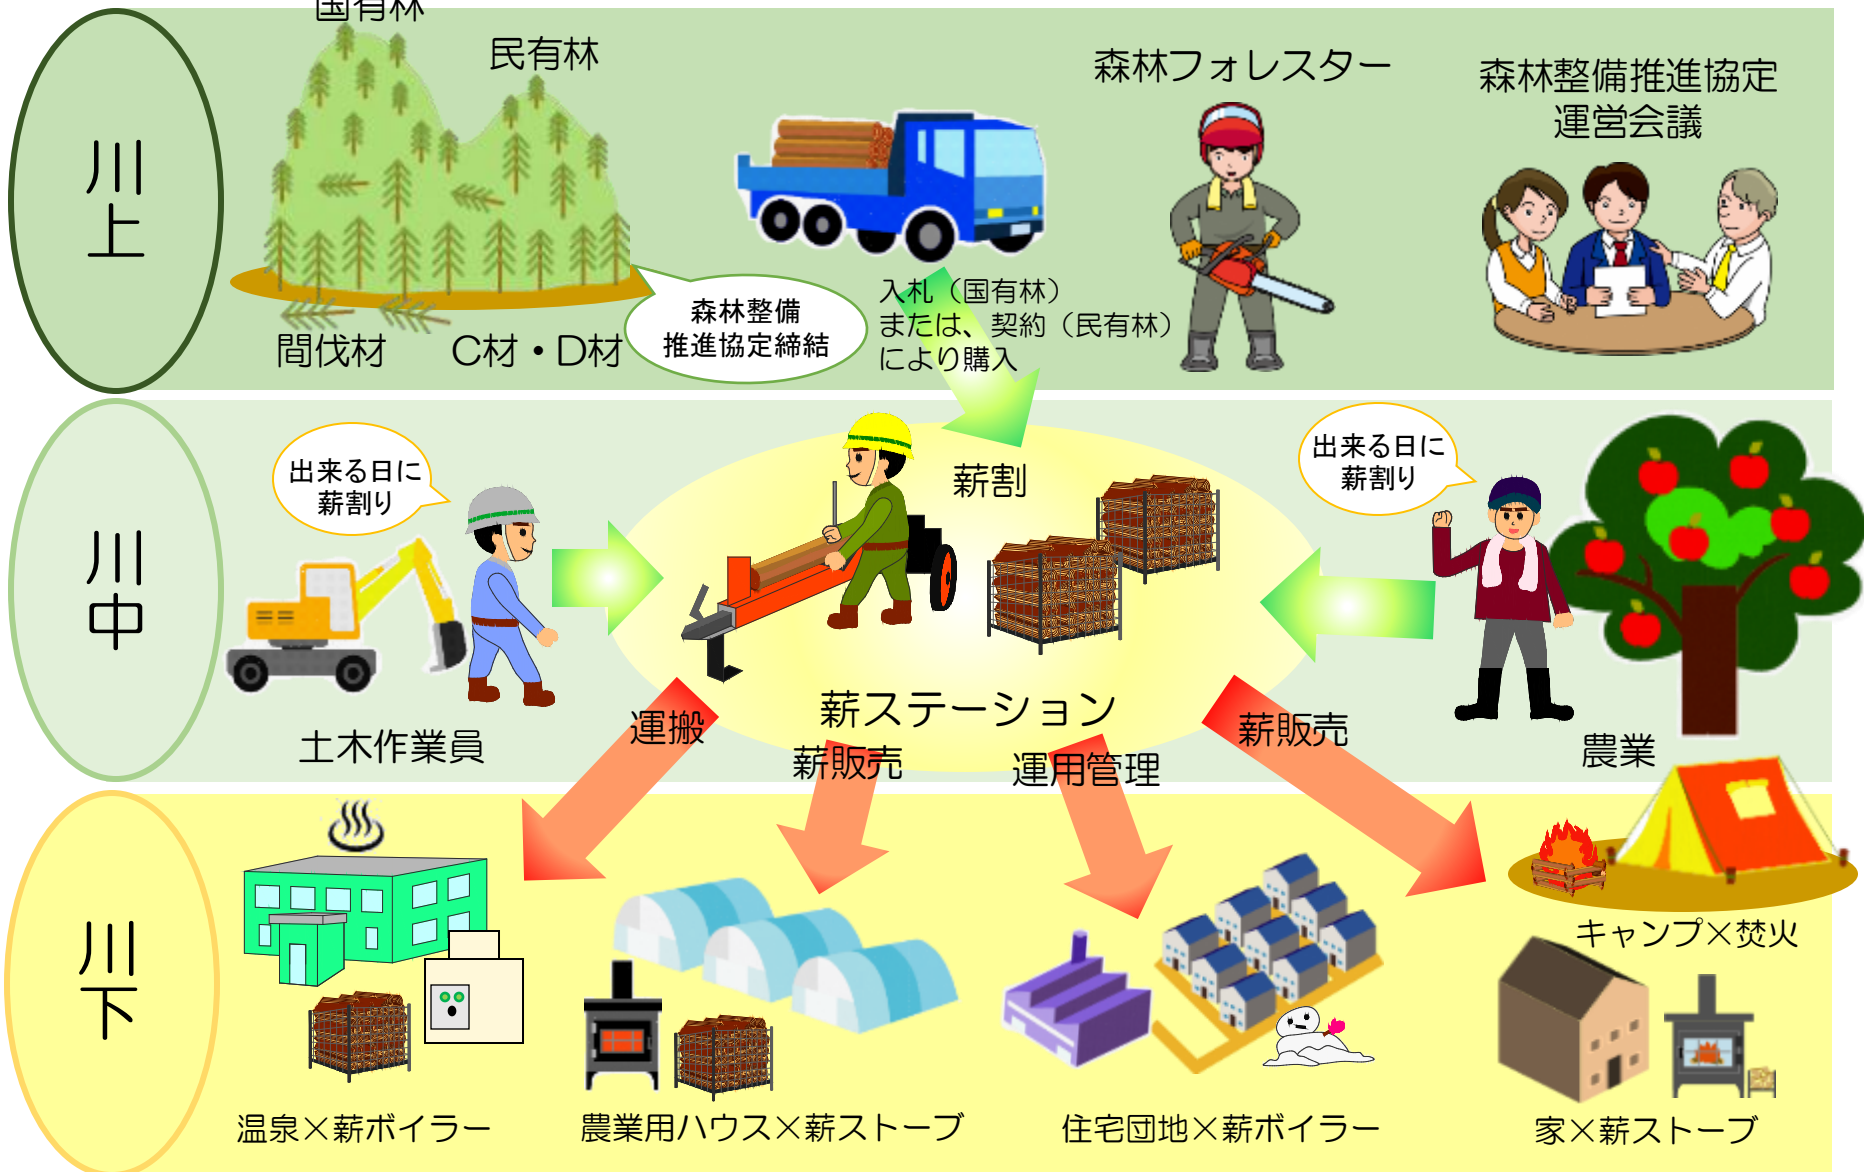 川上
国有林
民有林
森林フォレスター
森林整備推進協定
運営会議
間伐材
C材・D材
森林整備
推進協定締結
入札（国有林）
または、契約（民有林）
により購入
川中
出来る日に
薪割り
土木作業員
薪割
薪ステーション
出来る日に
薪割り
農業
運搬
薪販売
運用管理
薪販売
川下
温泉×薪ボイラー
農業用ハウス×薪ストーブ
住宅団地×薪ボイラー
キャンプ×焚火
家×薪ストーブ